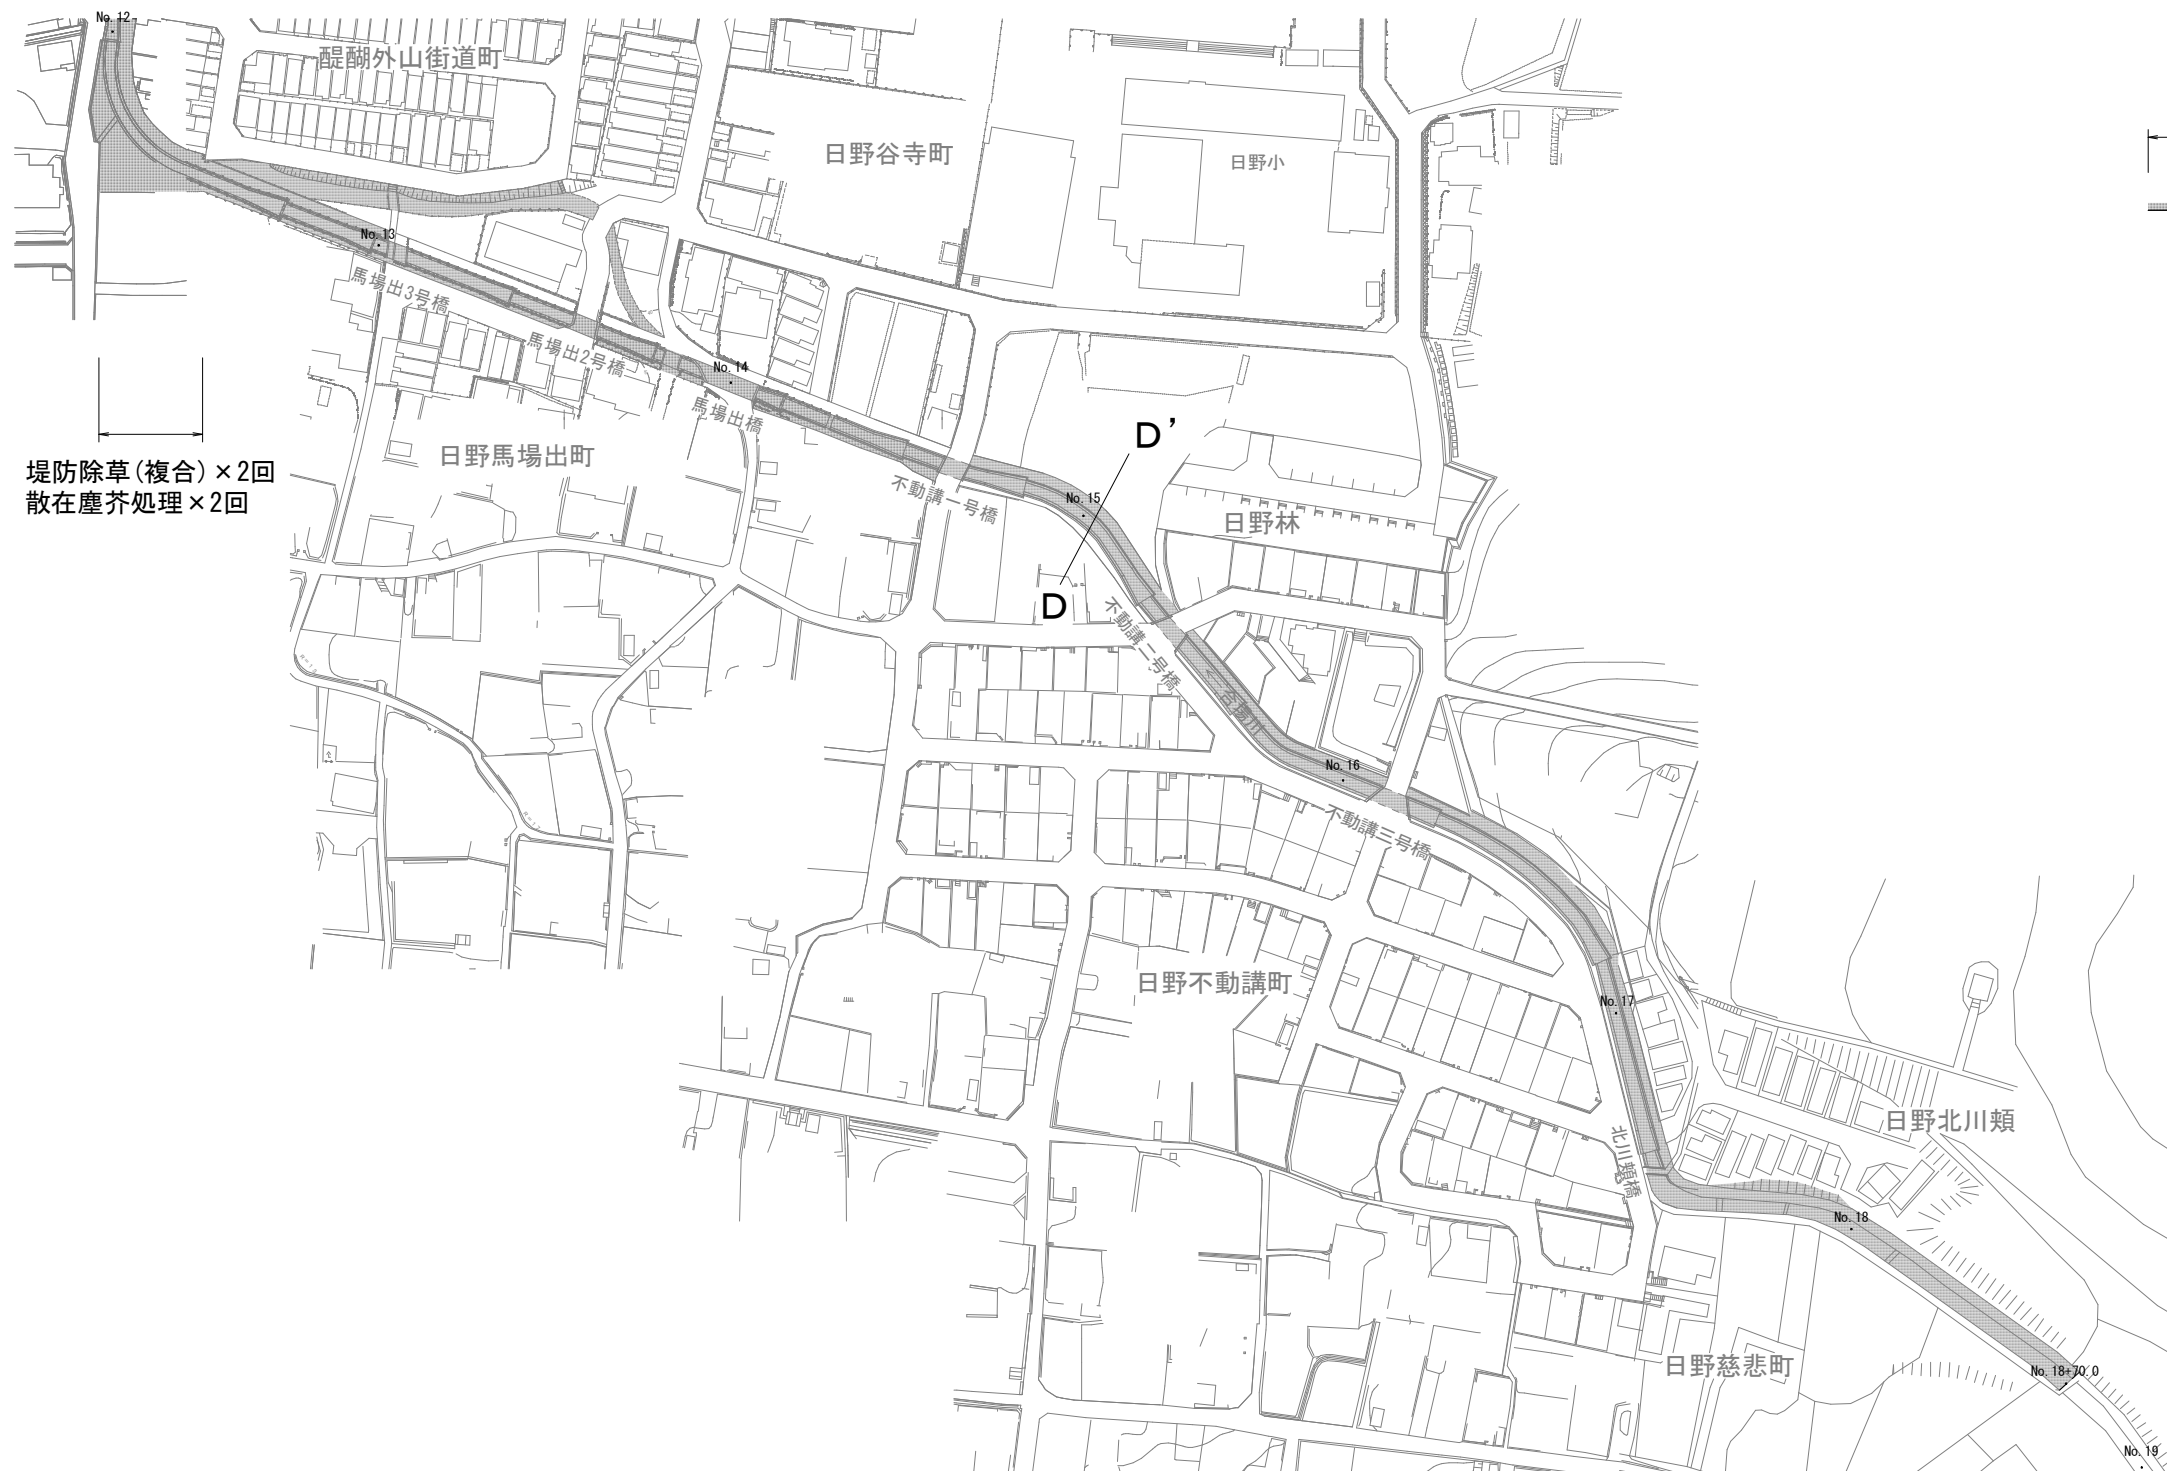 No.12
醍醐外山街道町
日野谷寺町
日野小
No.13
馬場出3号橋
馬場出2号橋
No.14
馬場出橋
堤防除草(複合)×2回
散在塵芥処理×2回
日野馬場出町
D’
不動講一号橋
No.15
日野林
D
不動講二号橋
No.16
不動講三号橋
日野不動講町
No.17
日野北川頬
北川頬橋
No.18
日野慈悲町
No.18+70.0
No.19